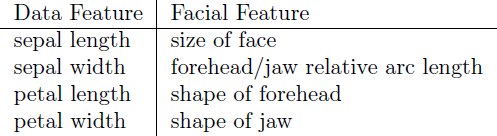 Data Feature Facial Feature
sepal length size of face
sepal width forehead/jaw relative arc length
petal length shape of forehead
petal width shape of jaw